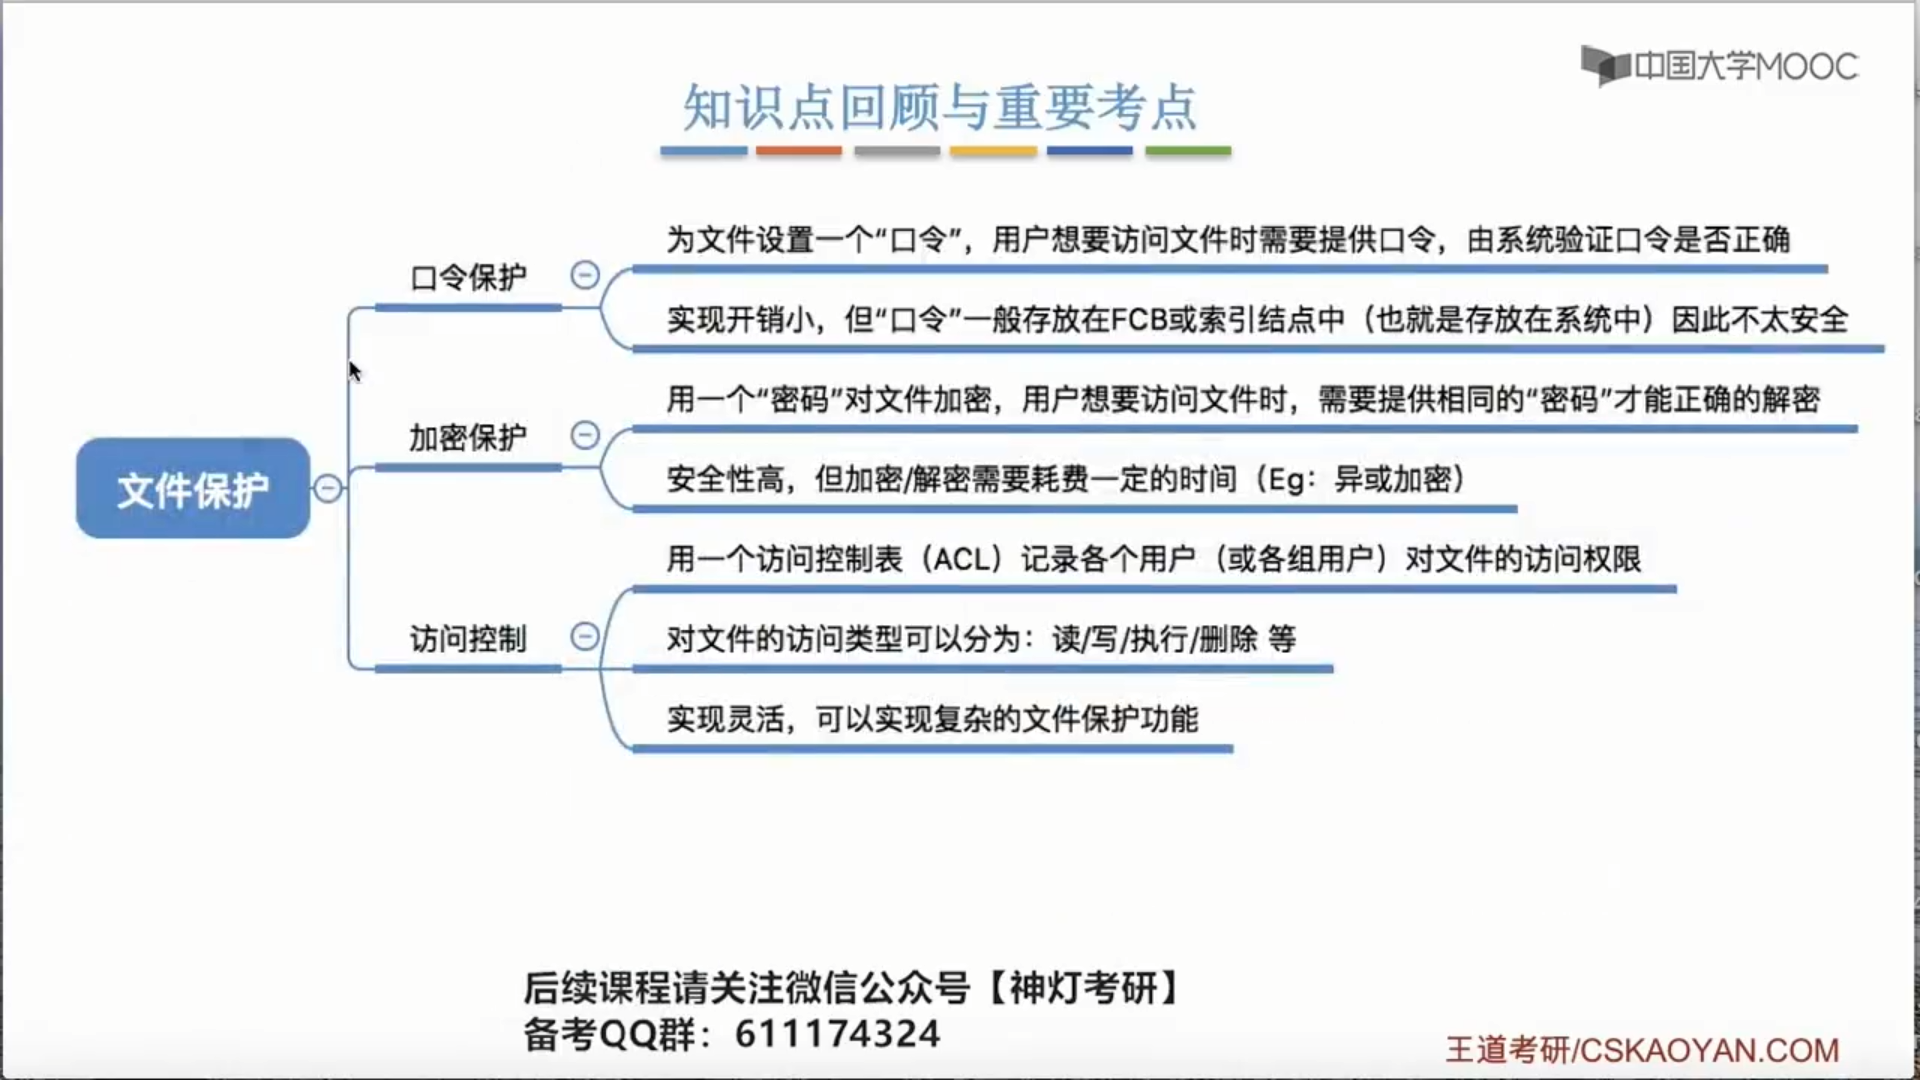 中国大学MOOC
知识点回顾与重要考点
文件保护
口令保护
为文件设置一个“口令”，用户想要访问文件时需要提供口令，由系统验证口令是否正确
实现开销小，但“口令”一般存放在FCB或索引结点中（也就是存放在系统中）因此不太安全
加密保护
用一个“密码”对文件加密，用户想要访问文件时，需要提供相同的“密码”才能正确的解密
安全性高，但加密/解密需要耗费一定的时间（Eg：异或加密）
访问控制
用一个访问控制表（ACL）记录各个用户（或各组用户）对文件的访问权限
对文件的访问类型可以分为：读/写/执行/删除 等
实现灵活，可以实现复杂的文件保护功能
后续课程请关注微信公众号【神灯考研】
备考QQ群：611174324
王道考研/CSKAOYAN.COM